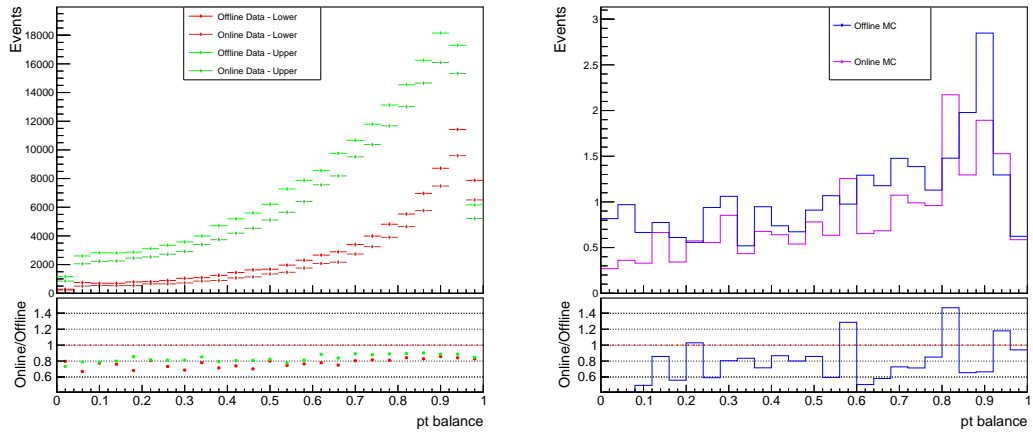 Events
18000
16000
14000
12000
10000
8000
6000
4000
2000
0
Offline Data - Lower
Online Data - Lower
Offline Data - Upper
Online Data - Upper
Online/Offline
1.4
1.2
1
0.8
0.6
0 0.1 0.2 0.3 0.4 0.5 0.6 0.7 0.8 0.9 1
pt balance
Events
3
2.5
2
1.5
1
0.5
0
Offline MC
Online MC
Online/Offline
1.4
1.2
1
0.8
0.6
0 0.1 0.2 0.3 0.4 0.5 0.6 0.7 0.8 0.9 1
pt balance